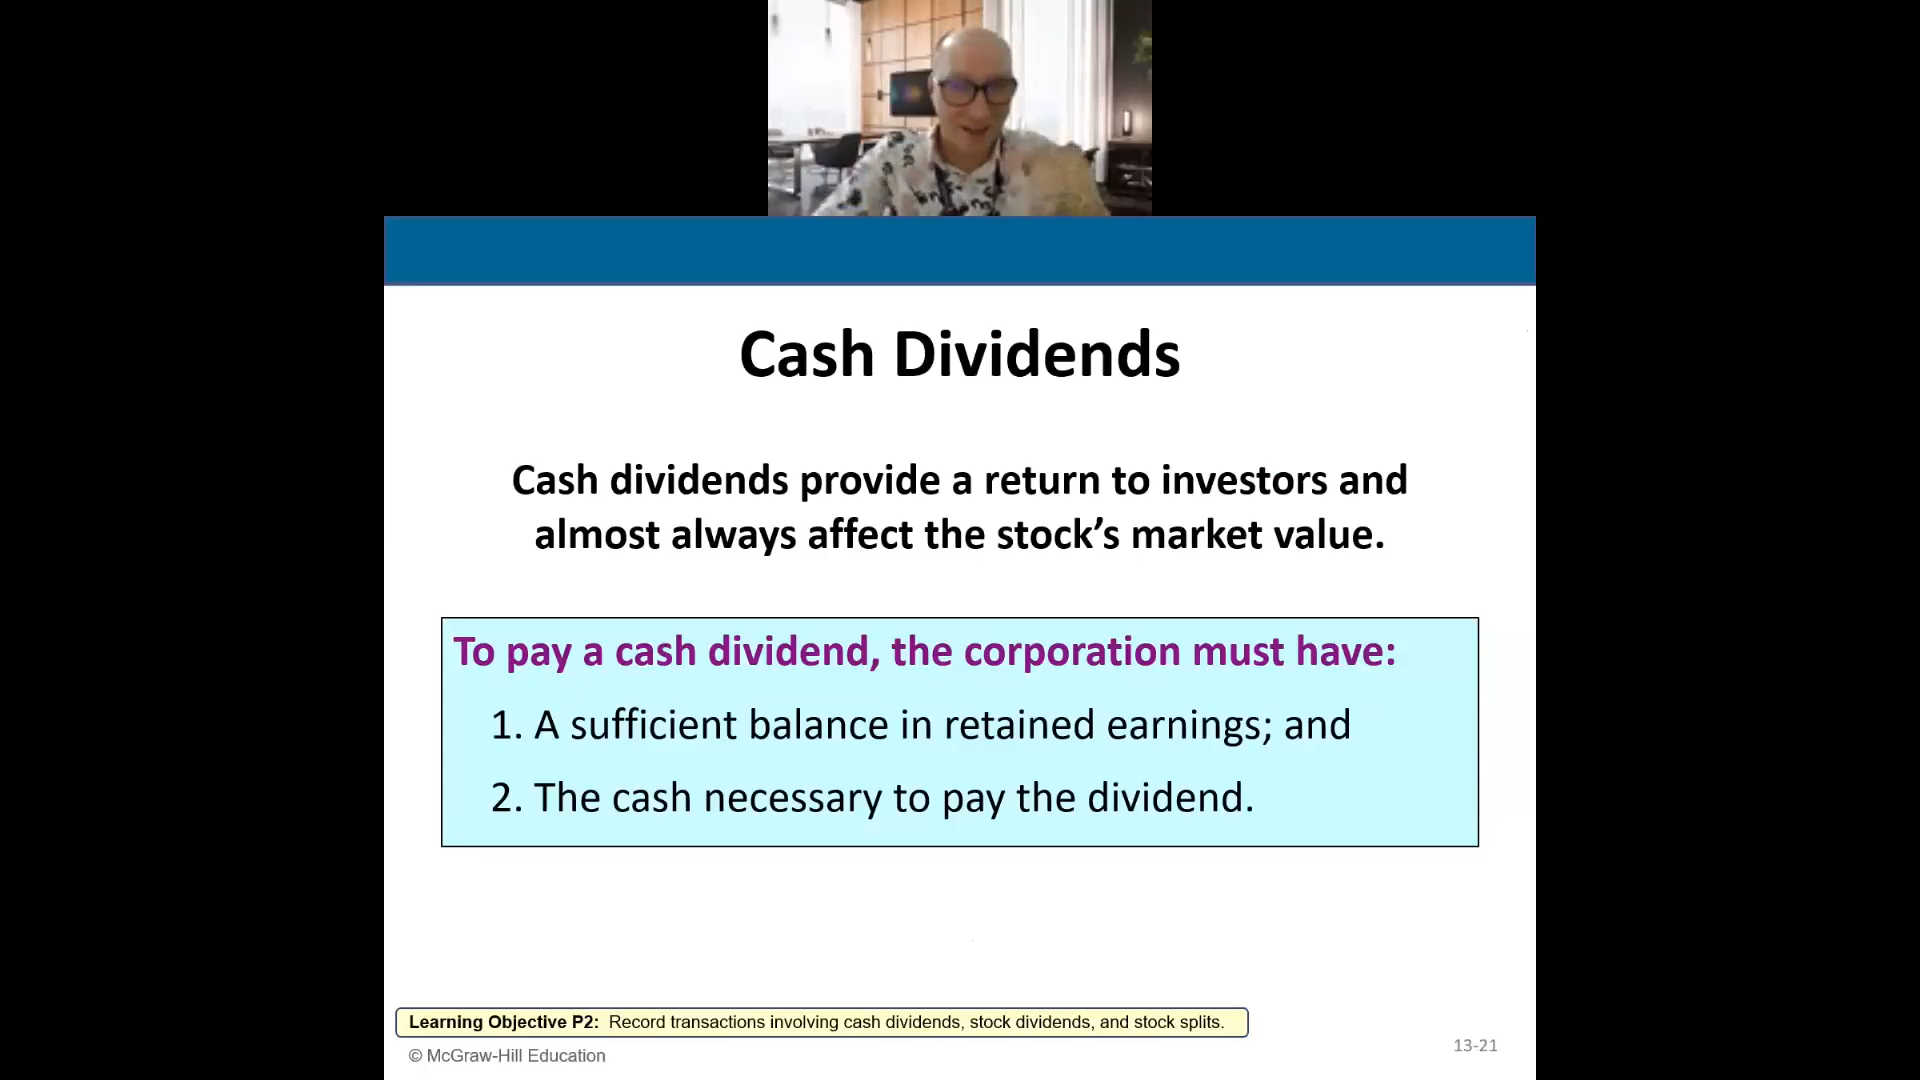 Cash Dividends
Cash dividends provide a return to investors and
almost always affect the stock’s market value.
To pay a cash dividend, the corporation must have:
1. A sufficient balance in retained earnings; and
2. The cash necessary to pay the dividend.
Learning Objective P2: Record transactions involving cash dividends, stock dividends, and stock splits.
© McGraw-Hill Education
13-21